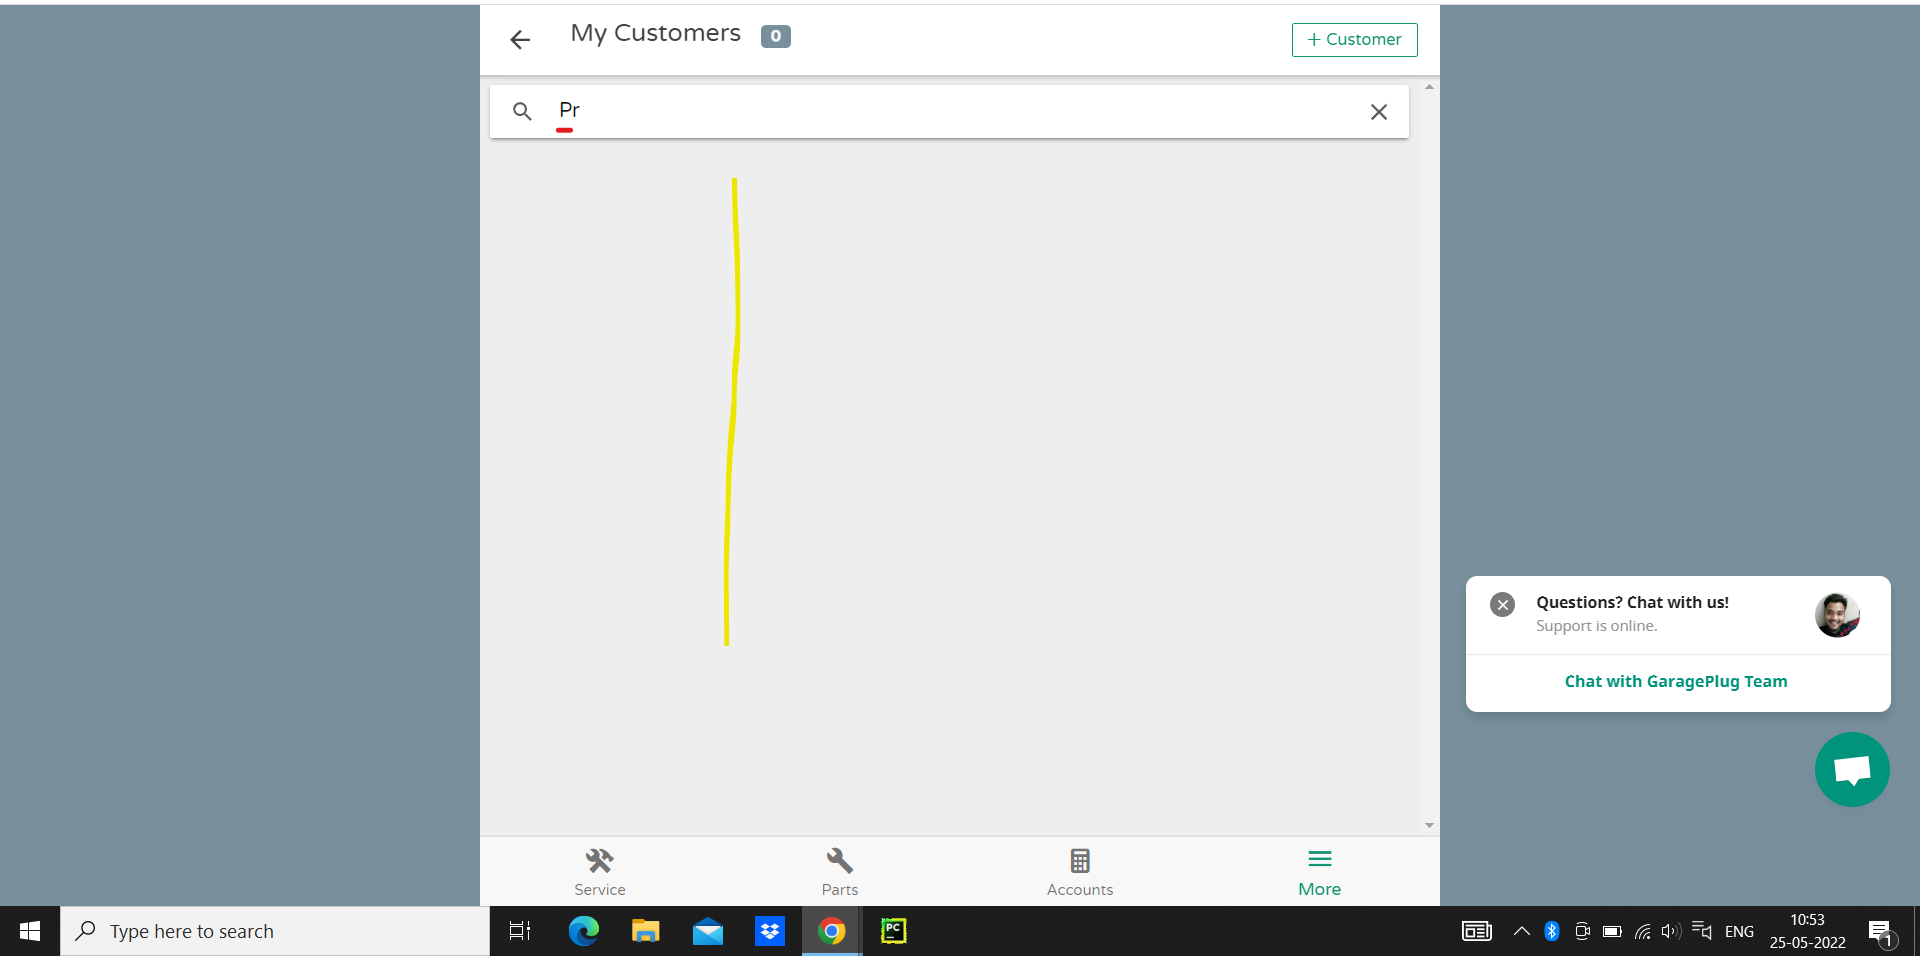 My Customers 0
+ Customer
Pr
Questions? Chat with us!
Support is online.
Chat with GaragePlug Team
Service
Parts
Accounts
More
Type here to search
PC
ENG
10:53
25-05-2022
1